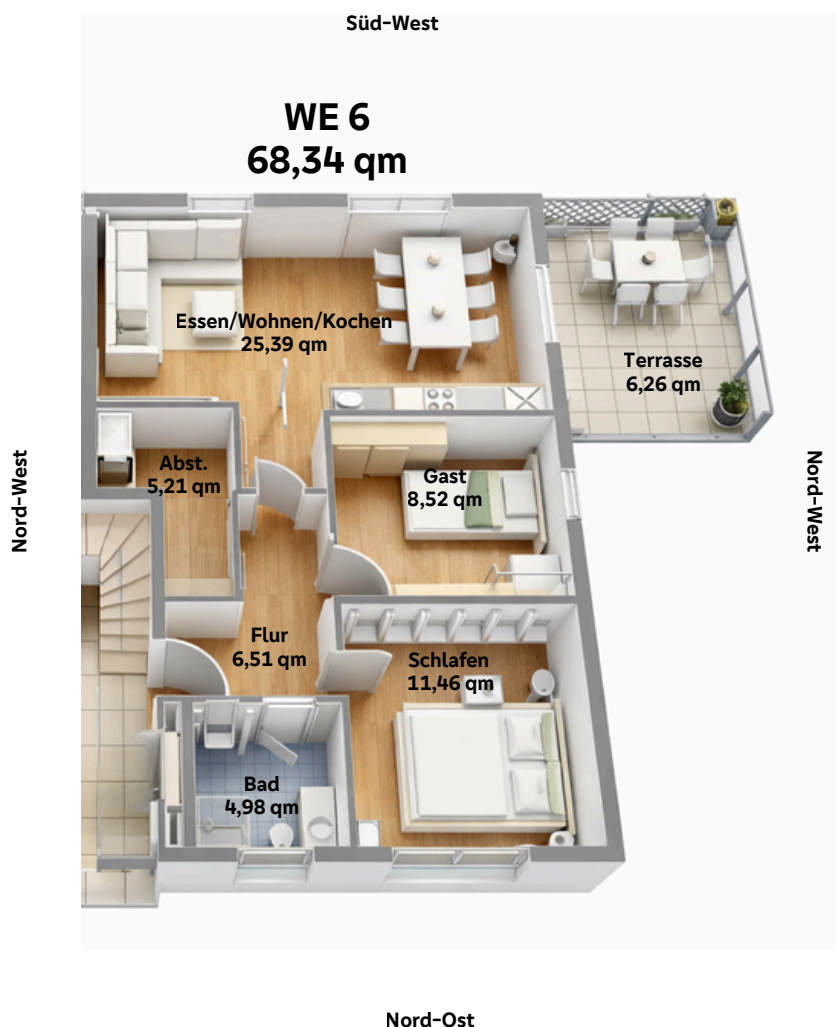 Süd-West
WE 6
68,34 qm
Essen/Wohnen/Kochen
25,39 qm
Terrasse
6,26 qm
Abst.
5,21 qm
Gast
8,52 qm
Nord-West
Nord-West
Flur
6,51 qm
Schlafen
11,46 qm
Bad
4,98 qm
Nord-Ost